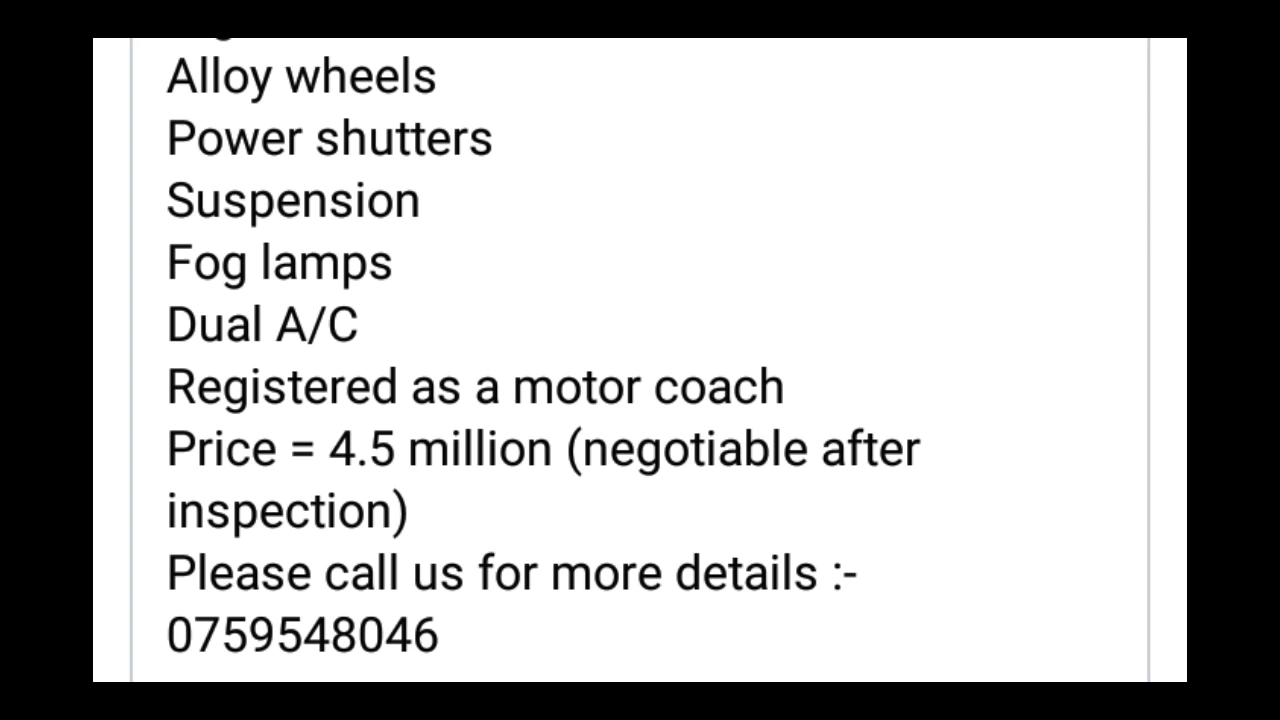 Alloy wheels
Power shutters
Suspension
Fog lamps
Dual A/C
Registered as a motor coach
Price = 4.5 million (negotiable after
inspection)
Please call us for more details :-
0759548046